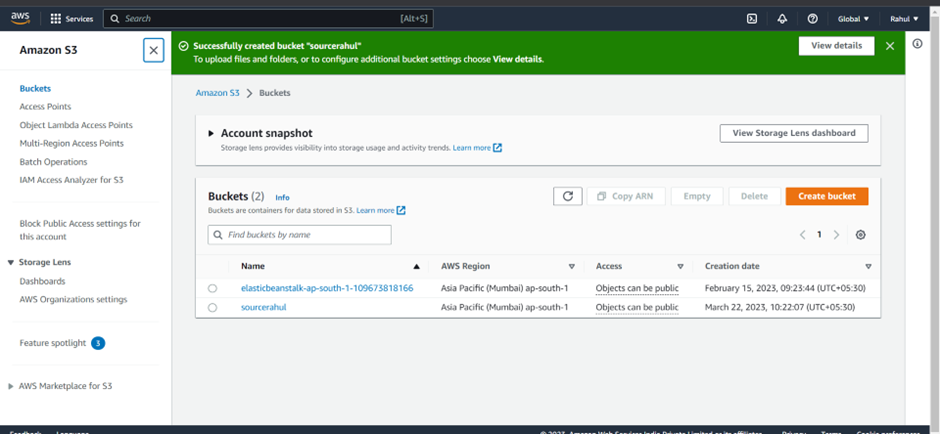 aws
Services
Search
[Alt+S]
Global ▼
Rahul ▼
Amazon S3
Buckets
Access Points
Object Lambda Access Points
Multi-Region Access Points
Batch Operations
IAM Access Analyzer for S3
Block Public Access settings for
this account
Storage Lens
Dashboards
AWS Organizations settings
Feature spotlight 3
AWS Marketplace for S3
Successfully created bucket "sourcerahul"
To upload files and folders, or to configure additional bucket settings choose View details.
View details
Amazon S3 > Buckets
Account snapshot
Storage lens provides visibility into storage usage and activity trends. Learn more
View Storage Lens dashboard
Buckets (2) Info
Buckets are containers for data stored in S3. Learn more
Copy ARN
Empty
Delete
Create bucket
Find buckets by name
1
Name AWS Region Access Creation date
elasticbeanstalk-ap-south-1-109673818166 Asia Pacific (Mumbai) ap-south-1 Objects can be public February 15, 2023, 09:23:44 (UTC+05:30)
sourcerahul Asia Pacific (Mumbai) ap-south-1 Objects can be public March 22, 2023, 10:22:07 (UTC+05:30)